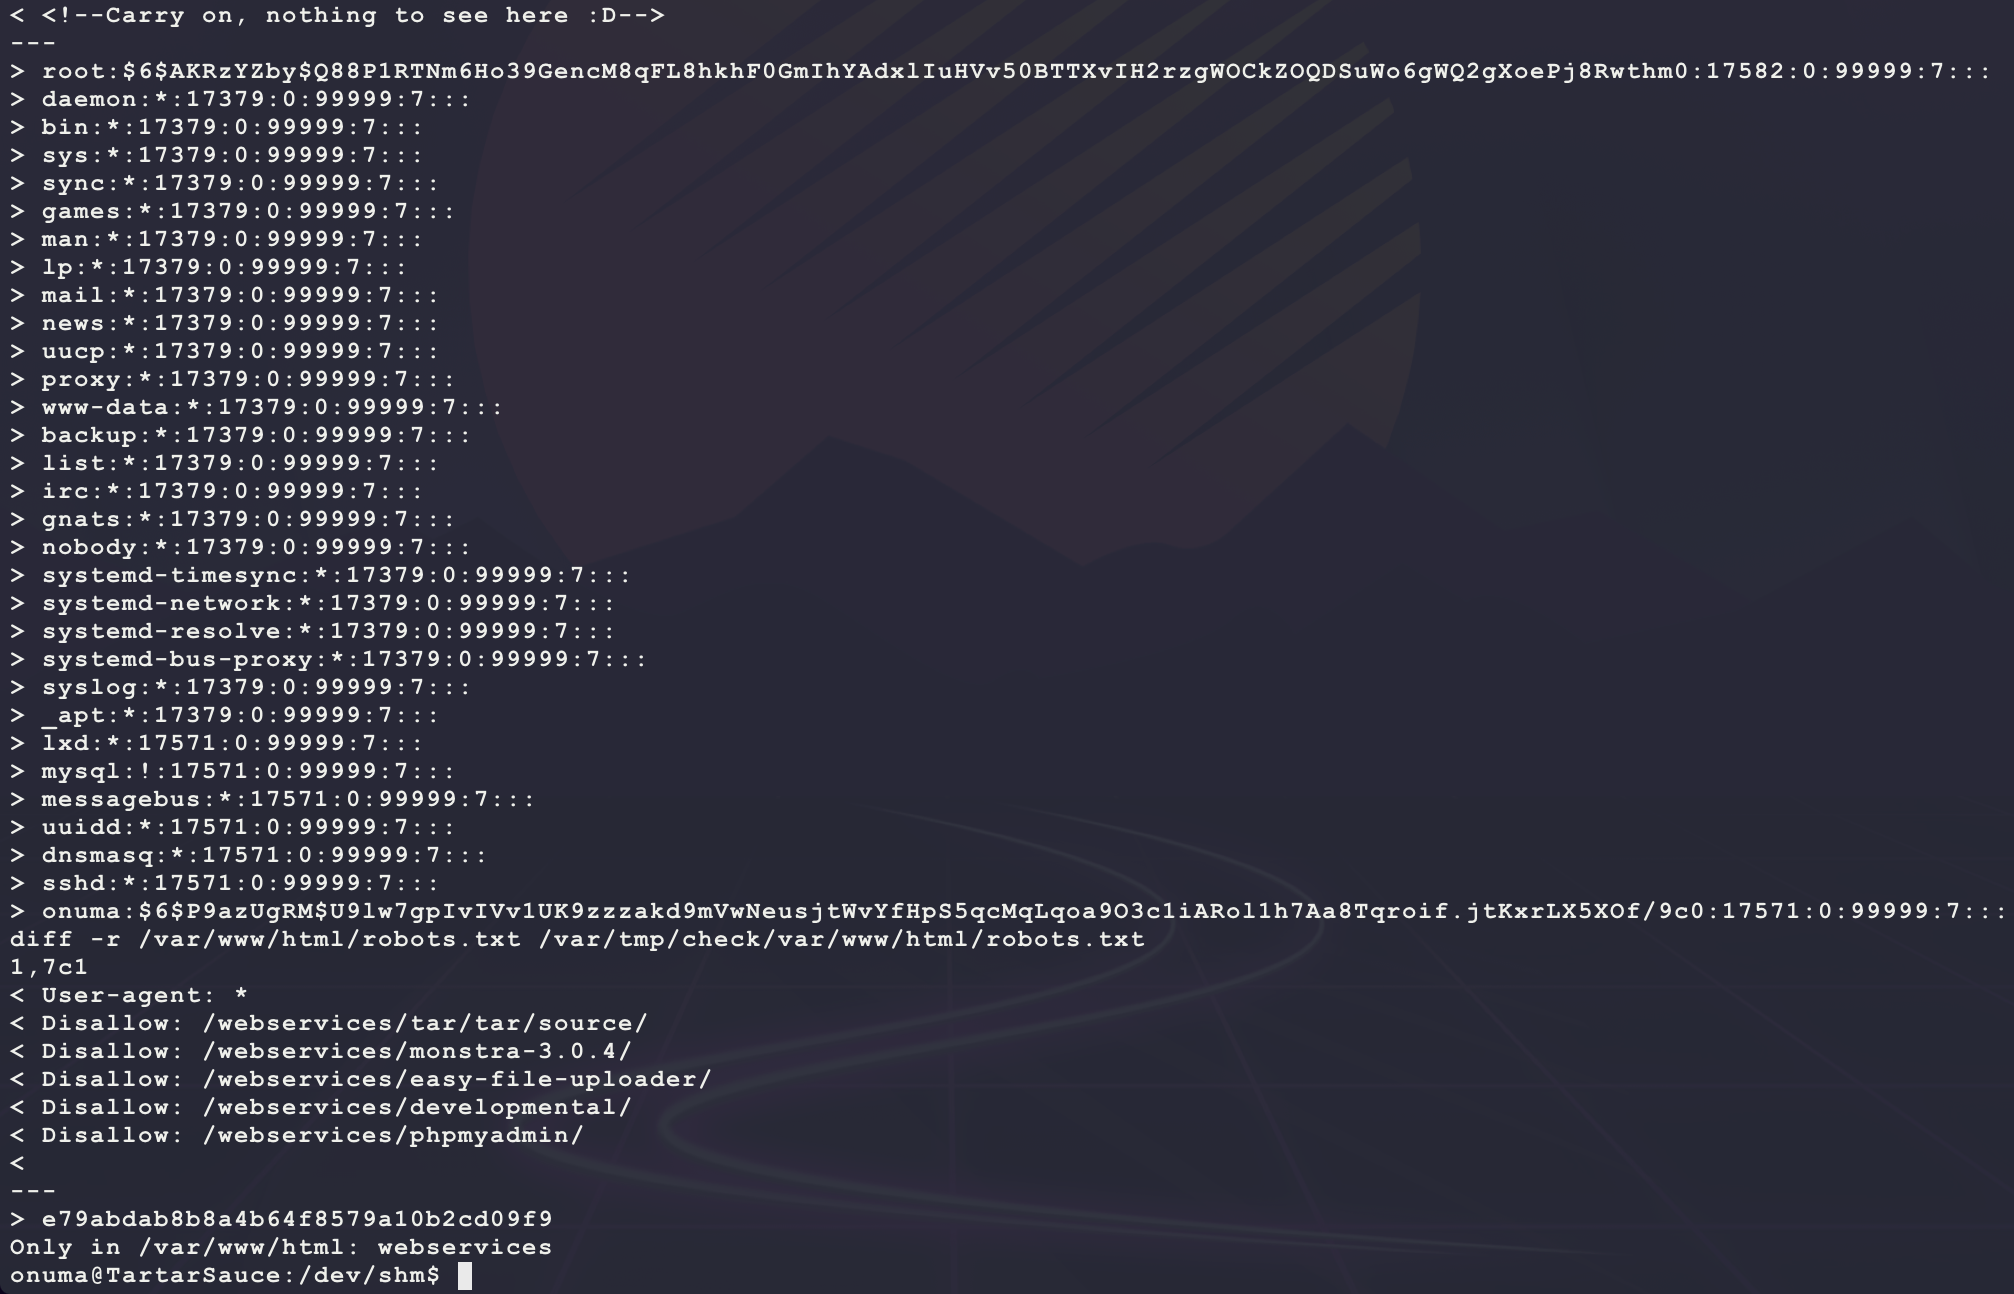 < <!--Carry on, nothing to see here :D-->
---
> root:$6$AKRzYZby$Q88P1RTNm6Ho39GencM8qFL8hkhF0GmIhYAdxlIuHVv50BTTXvIH2rzgWOCkZOQDSuWo6gWQ2gXoePj8Rwthm0:17582:0:99999:7:::
> daemon:*:17379:0:99999:7:::
> bin:*:17379:0:99999:7:::
> sys:*:17379:0:99999:7:::
> sync:*:17379:0:99999:7:::
> games:*:17379:0:99999:7:::
> man:*:17379:0:99999:7:::
> lp:*:17379:0:99999:7:::
> mail:*:17379:0:99999:7:::
> news:*:17379:0:99999:7:::
> uucp:*:17379:0:99999:7:::
> proxy:*:17379:0:99999:7:::
> www-data:*:17379:0:99999:7:::
> backup:*:17379:0:99999:7:::
> list:*:17379:0:99999:7:::
> irc:*:17379:0:99999:7:::
> gnats:*:17379:0:99999:7:::
> nobody:*:17379:0:99999:7:::
> systemd-timesync:*:17379:0:99999:7:::
> systemd-network:*:17379:0:99999:7:::
> systemd-resolve:*:17379:0:99999:7:::
> systemd-bus-proxy:*:17379:0:99999:7:::
> syslog:*:17379:0:99999:7:::
> _apt:*:17379:0:99999:7:::
> lxd:*:17571:0:99999:7:::
> mysql:!:17571:0:99999:7:::
> messagebus:*:17571:0:99999:7:::
> uuidd:*:17571:0:99999:7:::
> dnsmasq:*:17571:0:99999:7:::
> sshd:*:17571:0:99999:7:::
> onuma:$6$P9azUgRM$U9lw7gpIvIVv1UK9zzzakd9mVwNeusjtWvYfHpS5qcMqLqoa9O3c1iARol1h7Aa8Tqroif.jtKxrLX5XOf/9c0:17571:0:99999:7:::
diff -r /var/www/html/robots.txt /var/tmp/check/var/www/html/robots.txt
1,7c1
< User-agent: *
< Disallow: /webservices/tar/tar/source/
< Disallow: /webservices/monstra-3.0.4/
< Disallow: /webservices/easy-file-uploader/
< Disallow: /webservices/developmental/
< Disallow: /webservices/phpmyadmin/
<
---
> e79abdab8b8a4b64f8579a10b2cd09f9
Only in /var/www/html: webservices
onuma@TartarSauce:/dev/shm$